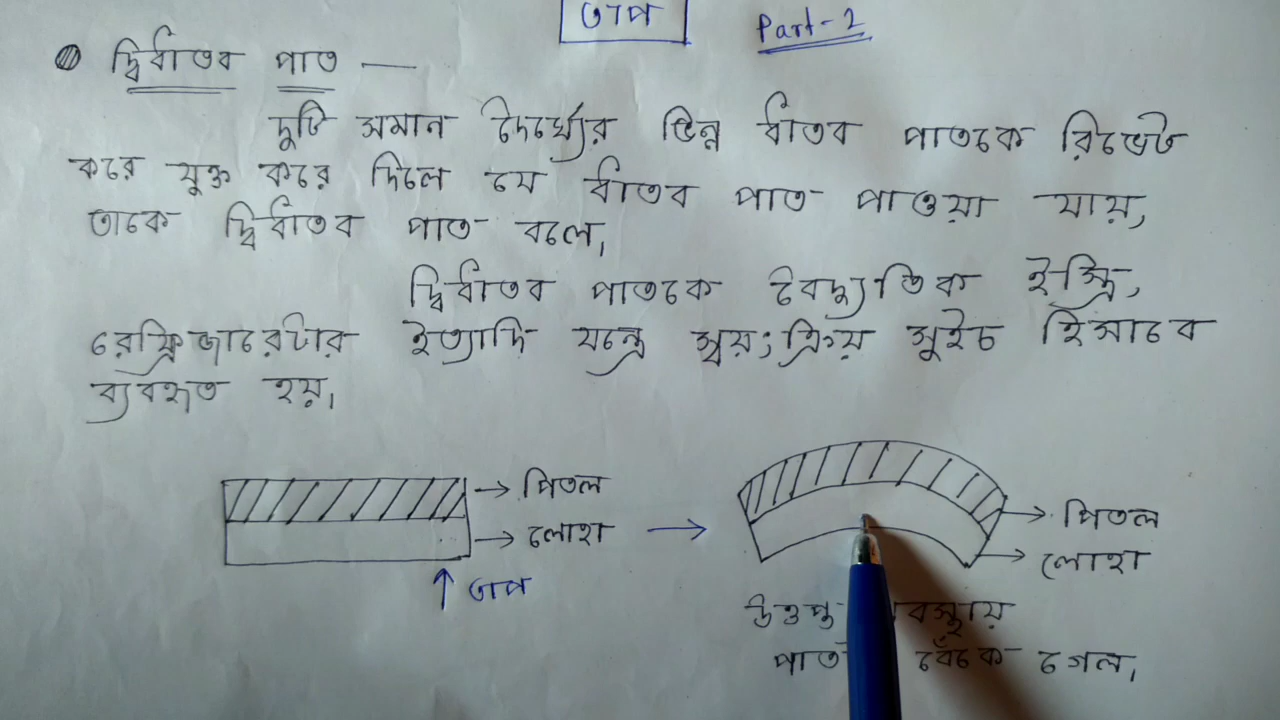 তাপ
Part-2
দ্বিধাতব পাত —
দুটি সমান দৈর্ঘ্যের ভিন্ন ধাতব পাতকে রিভেট
করে যুক্ত করে দিলে যে ধাতব পাত পাওয়া যায়,
তাকে দ্বিধাতব পাত বলে।
দ্বিধাতব পাতকে বৈদ্যুতিক ইস্ত্রি,
রেফ্রিজারেটার ইত্যাদি যন্ত্রে স্বয়ংক্রিয় সুইচ হিসাবে
ব্যবহৃত হয়।
→ পিতল
→ লোহা
↑ তাপ
→ পিতল
→ লোহা
উত্তপ্ত
পাত বেঁকে গেল।